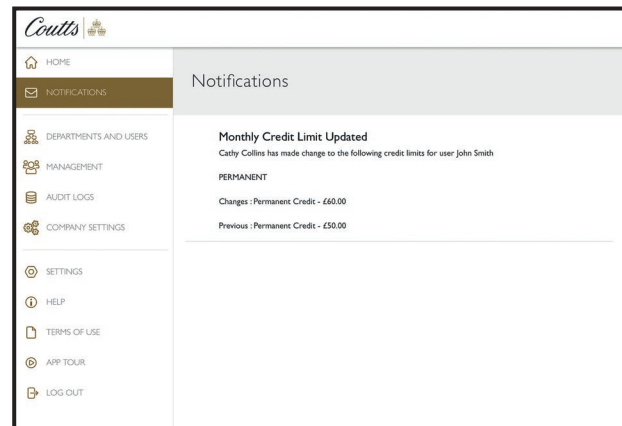 Coutts
HOME
NOTIFICATIONS
DEPARTMENTS AND USERS
MANAGEMENT
AUDIT LOGS
COMPANY SETTINGS
SETTINGS
HELP
TERMS OF USE
APP TOUR
LOG OUT
Notifications
Monthly Credit Limit Updated
Cathy Collins has made change to the following credit limits for user John Smith
PERMANENT
Changes : Permanent Credit - £60.00
Previous : Permanent Credit - £50.00